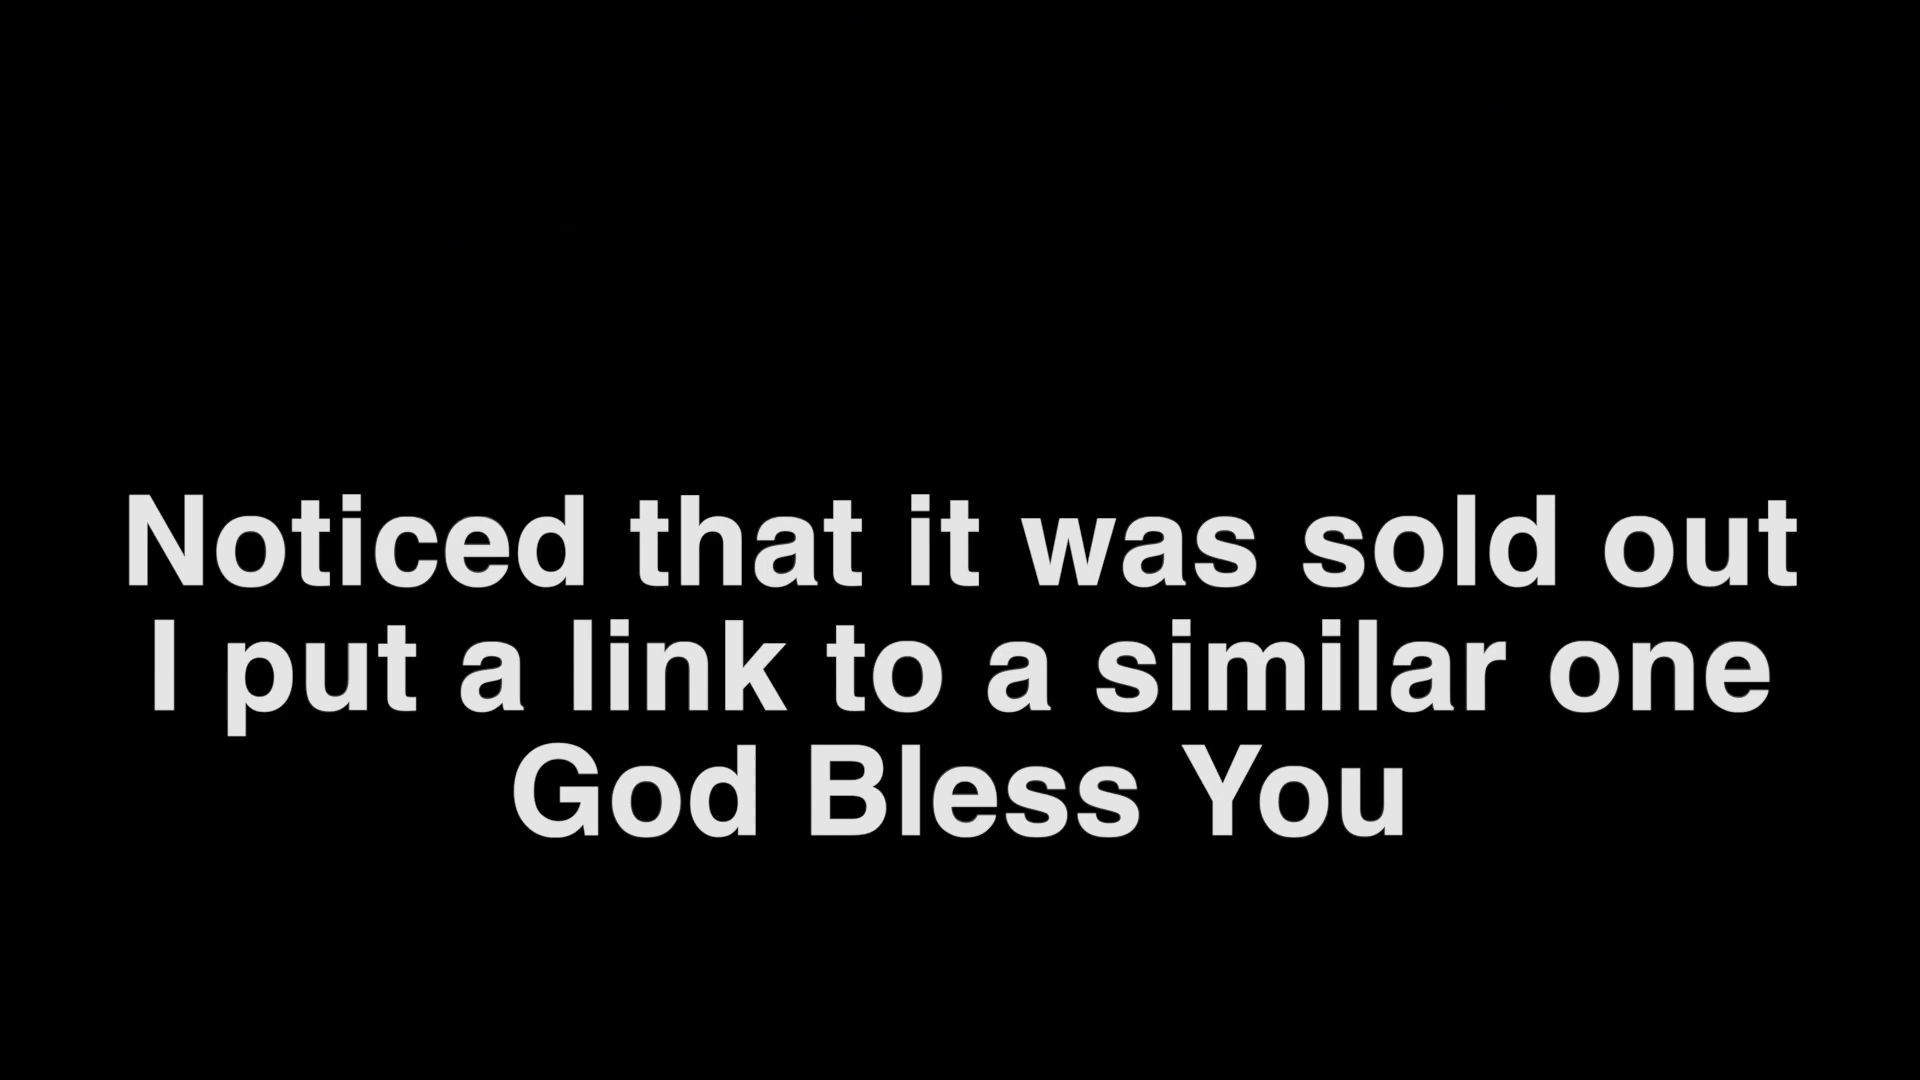 Noticed that it was sold out
I put a link to a similar one
God Bless You